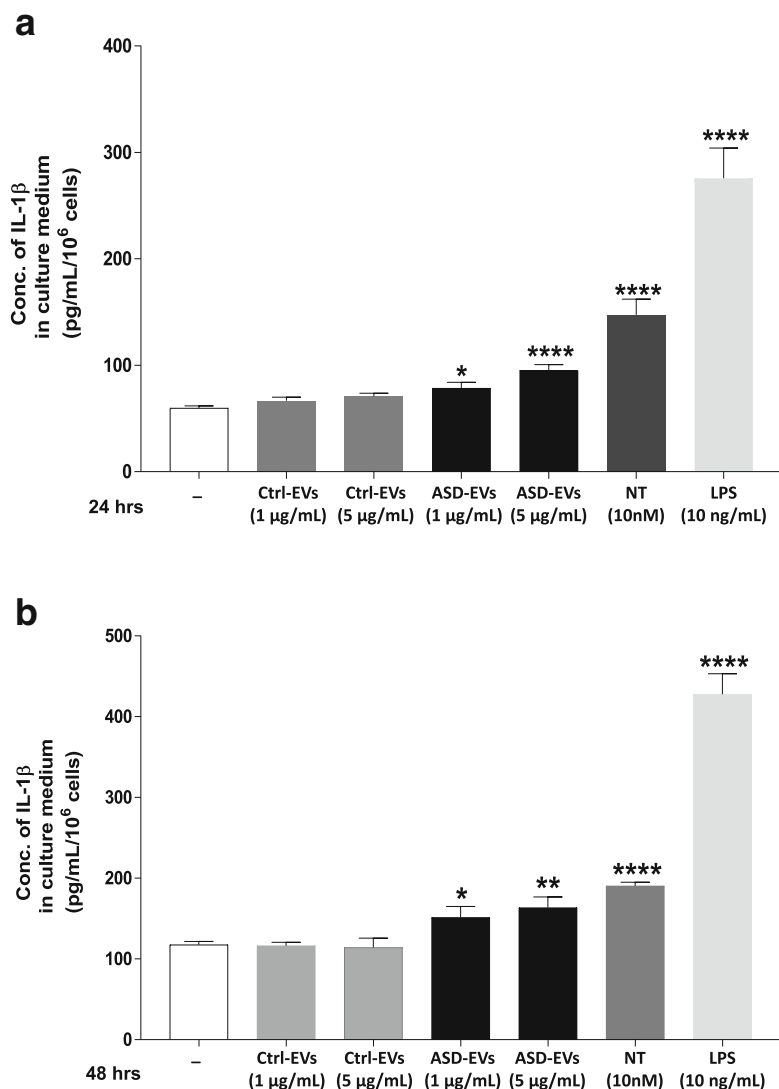 a
Conc. of IL-1β
in culture medium
(pg/mL/10⁶ cells)
400
300
200
100
0
*
****
****
****
24 hrs
–
Ctrl-EVs
(1 µg/mL)
Ctrl-EVs
(5 µg/mL)
ASD-EVs
(1 µg/mL)
ASD-EVs
(5 µg/mL)
NT
(10nM)
LPS
(10 ng/mL)
b
Conc. of IL-1β
in culture medium
(pg/mL/10⁶ cells)
500
400
300
200
100
0
*
**
****
****
48 hrs
–
Ctrl-EVs
(1 µg/mL)
Ctrl-EVs
(5 µg/mL)
ASD-EVs
(1 µg/mL)
ASD-EVs
(5 µg/mL)
NT
(10nM)
LPS
(10 ng/mL)